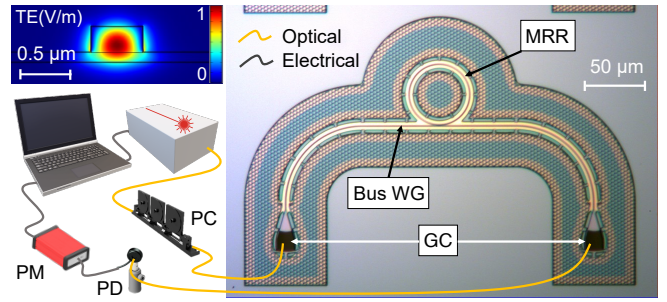 TE(V/m)
1
0.5 μm
0
Optical
Electrical
MRR
50 μm
Bus WG
PC
GC
PM
PD